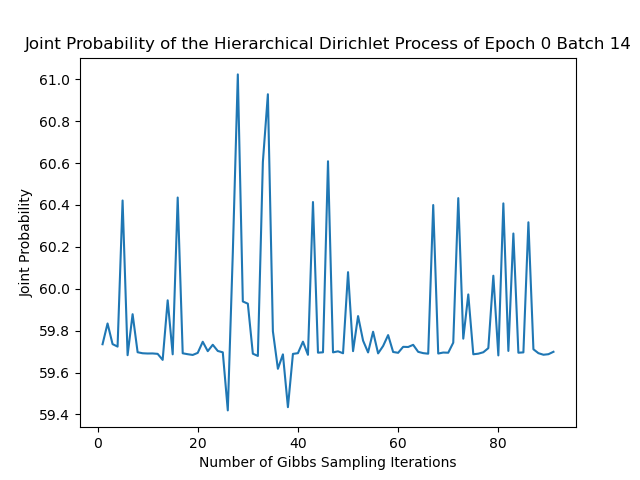 Joint Probability of the Hierarchical Dirichlet Process of Epoch 0 Batch 14
Joint Probability
61.0
60.8
60.6
60.4
60.2
60.0
59.8
59.6
59.4
0 20 40 60 80
Number of Gibbs Sampling Iterations